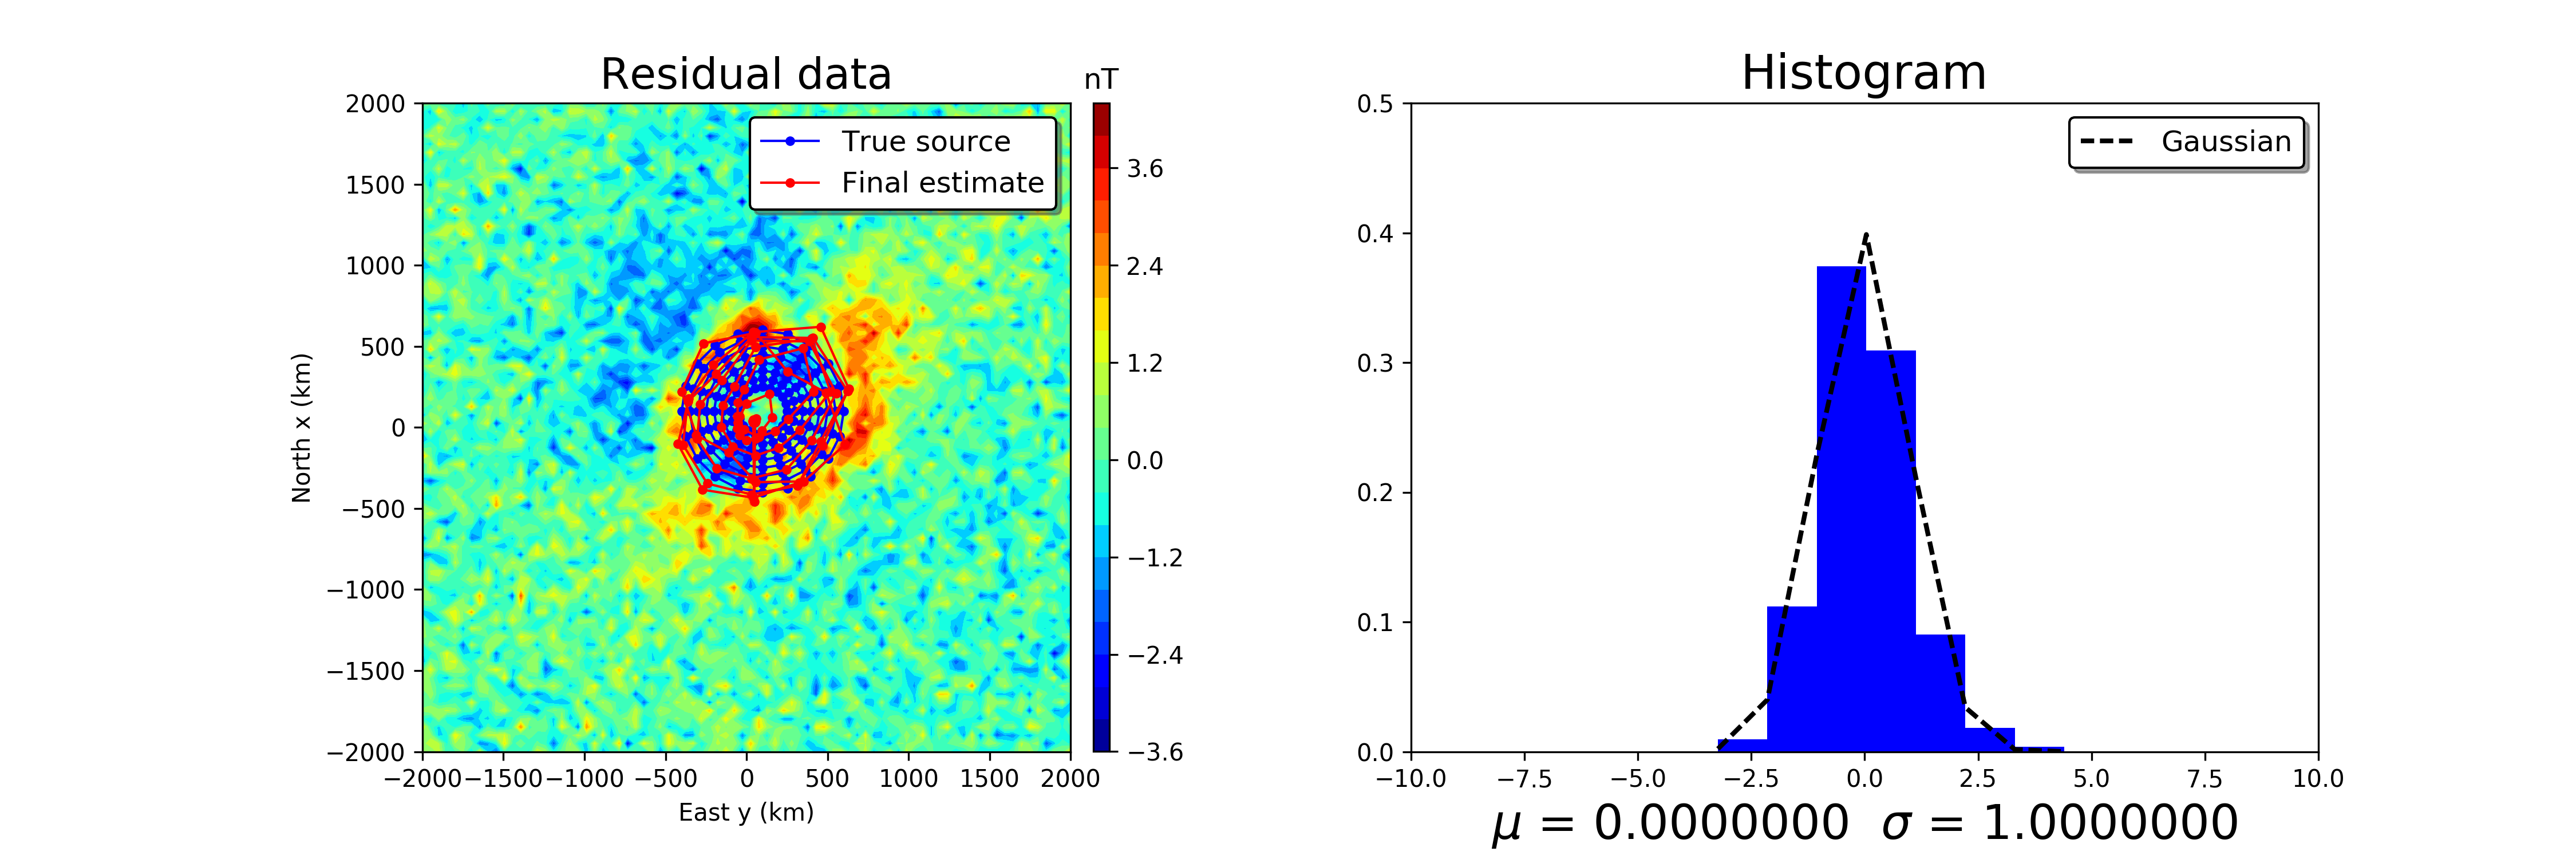 Residual data
nT
True source
Final estimate
2000
1500
1000
500
0
−500
−1000
−1500
−2000
North x (km)
−2000 −1500 −1000 −500 0 500 1000 1500 2000
East y (km)
3.6
2.4
1.2
0.0
−1.2
−2.4
−3.6
Histogram
Gaussian
0.5
0.4
0.3
0.2
0.1
0.0
−10.0 −7.5 −5.0 −2.5 0.0 2.5 5.0 7.5 10.0
μ = 0.0000000 σ = 1.0000000